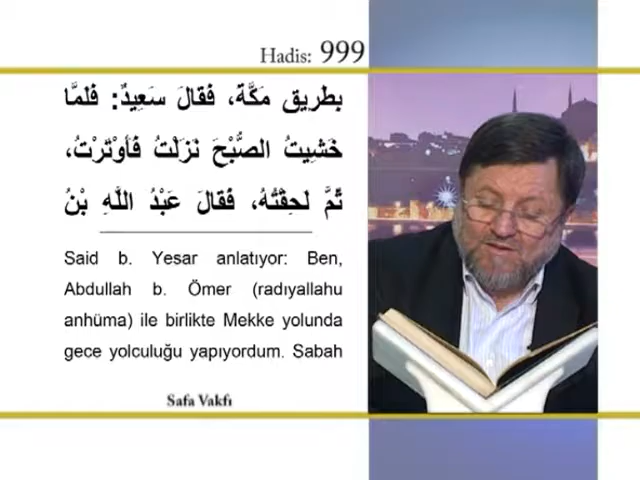 Hadis: 999
بطريق مَكَّةَ، فَقالَ سَعِيدٌ: فَلَمَّا
خَشِيتُ الصُّبْحَ نَزَلْتُ فَأوْتَرْتُ،
ثُمَّ لَحِقْتُهُ، فَقالَ عَبْدُ اللَّهِ بْنُ
Said b. Yesar anlatıyor: Ben,
Abdullah b. Ömer (radıyallahu
anhüma) ile birlikte Mekke yolunda
gece yolculuğu yapıyordum. Sabah
Safa Vakfı